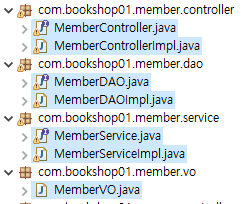 com.bookshop01.member.controller
MemberController.java
MemberControllerImpl.java
com.bookshop01.member.dao
MemberDAO.java
MemberDAOImpl.java
com.bookshop01.member.service
MemberService.java
MemberServiceImpl.java
com.bookshop01.member.vo
MemberVO.java